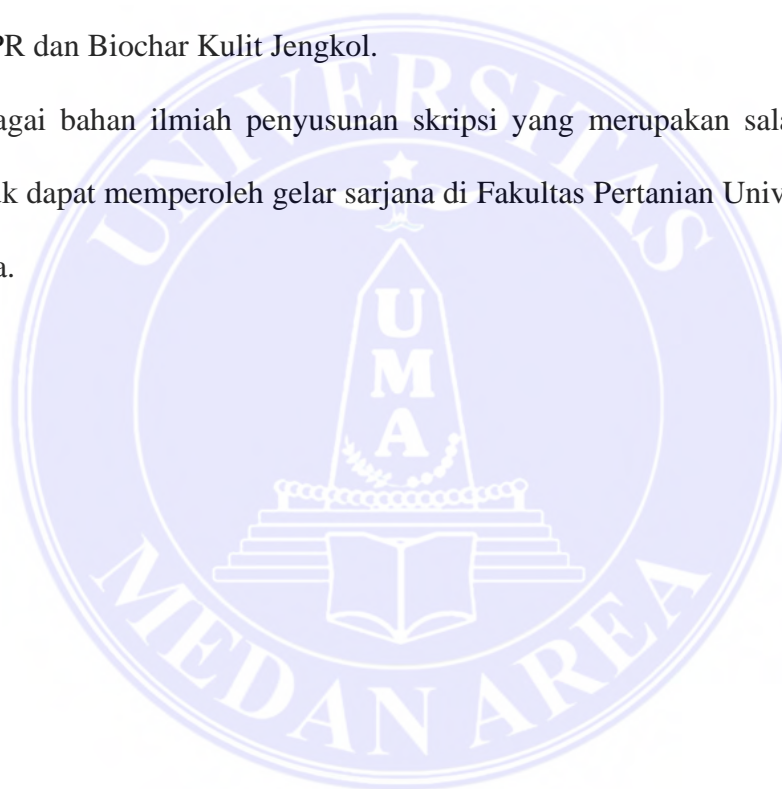 PR dan Biochar Kulit Jengkol.
agai bahan ilmiah penyusunan skripsi yang merupakan sala
k dapat memperoleh gelar sarjana di Fakultas Pertanian Univ
a.
UNIVERSITAS
UMA
MEDAN AREA